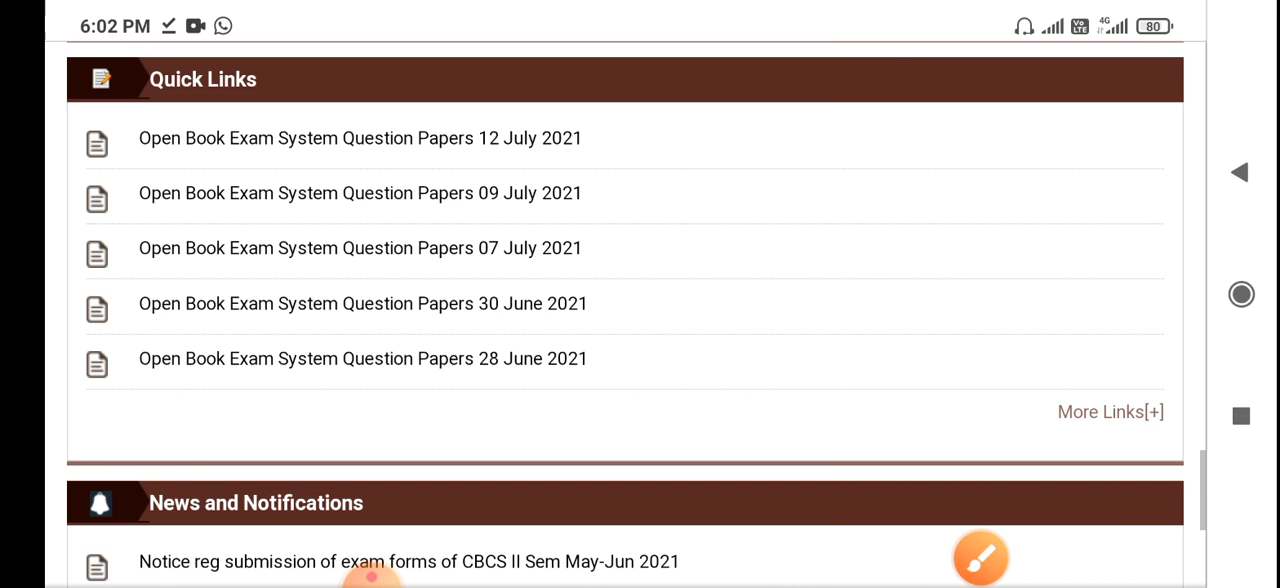 6:02 PM
Vo LTE 4G 80
Quick Links
Open Book Exam System Question Papers 12 July 2021
Open Book Exam System Question Papers 09 July 2021
Open Book Exam System Question Papers 07 July 2021
Open Book Exam System Question Papers 30 June 2021
Open Book Exam System Question Papers 28 June 2021
More Links[+]
News and Notifications
Notice reg submission of exam forms of CBCS II Sem May-Jun 2021